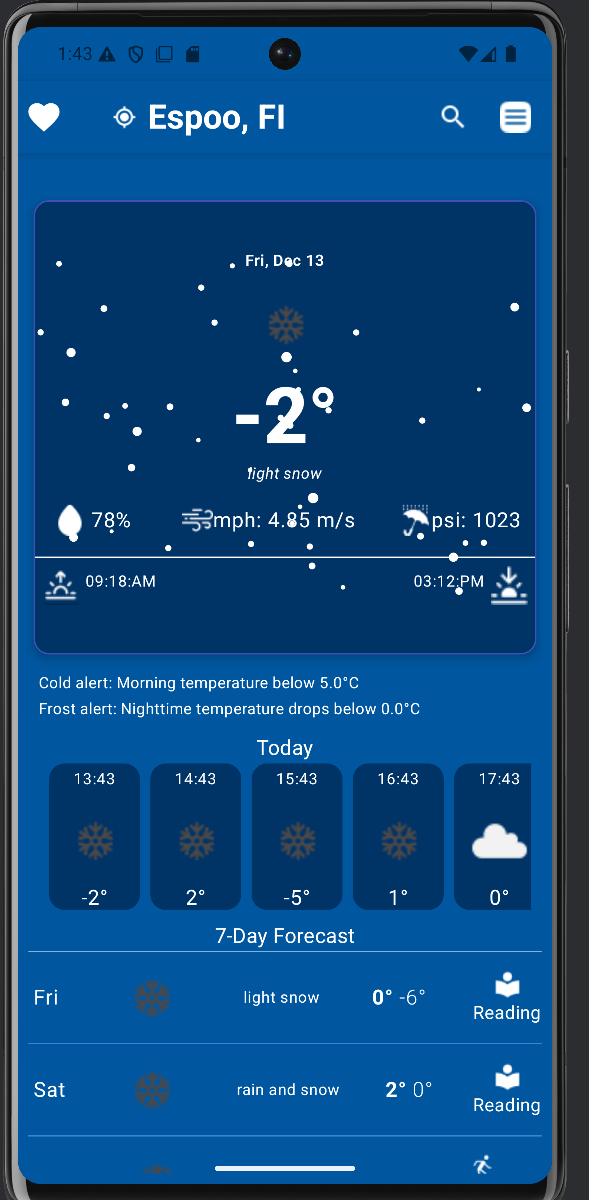 1:43
Espoo, FI
Fri, Dec 13
-2°
light snow
78% mph: 4.85 m/s psi: 1023
09:18:AM 03:12:PM
Cold alert: Morning temperature below 5.0°C
Frost alert: Nighttime temperature drops below 0.0°C
Today
13:43 14:43 15:43 16:43 17:43
-2° 2° -5° 1° 0°
7-Day Forecast
Fri light snow 0° -6° Reading
Sat rain and snow 2° 0° Reading